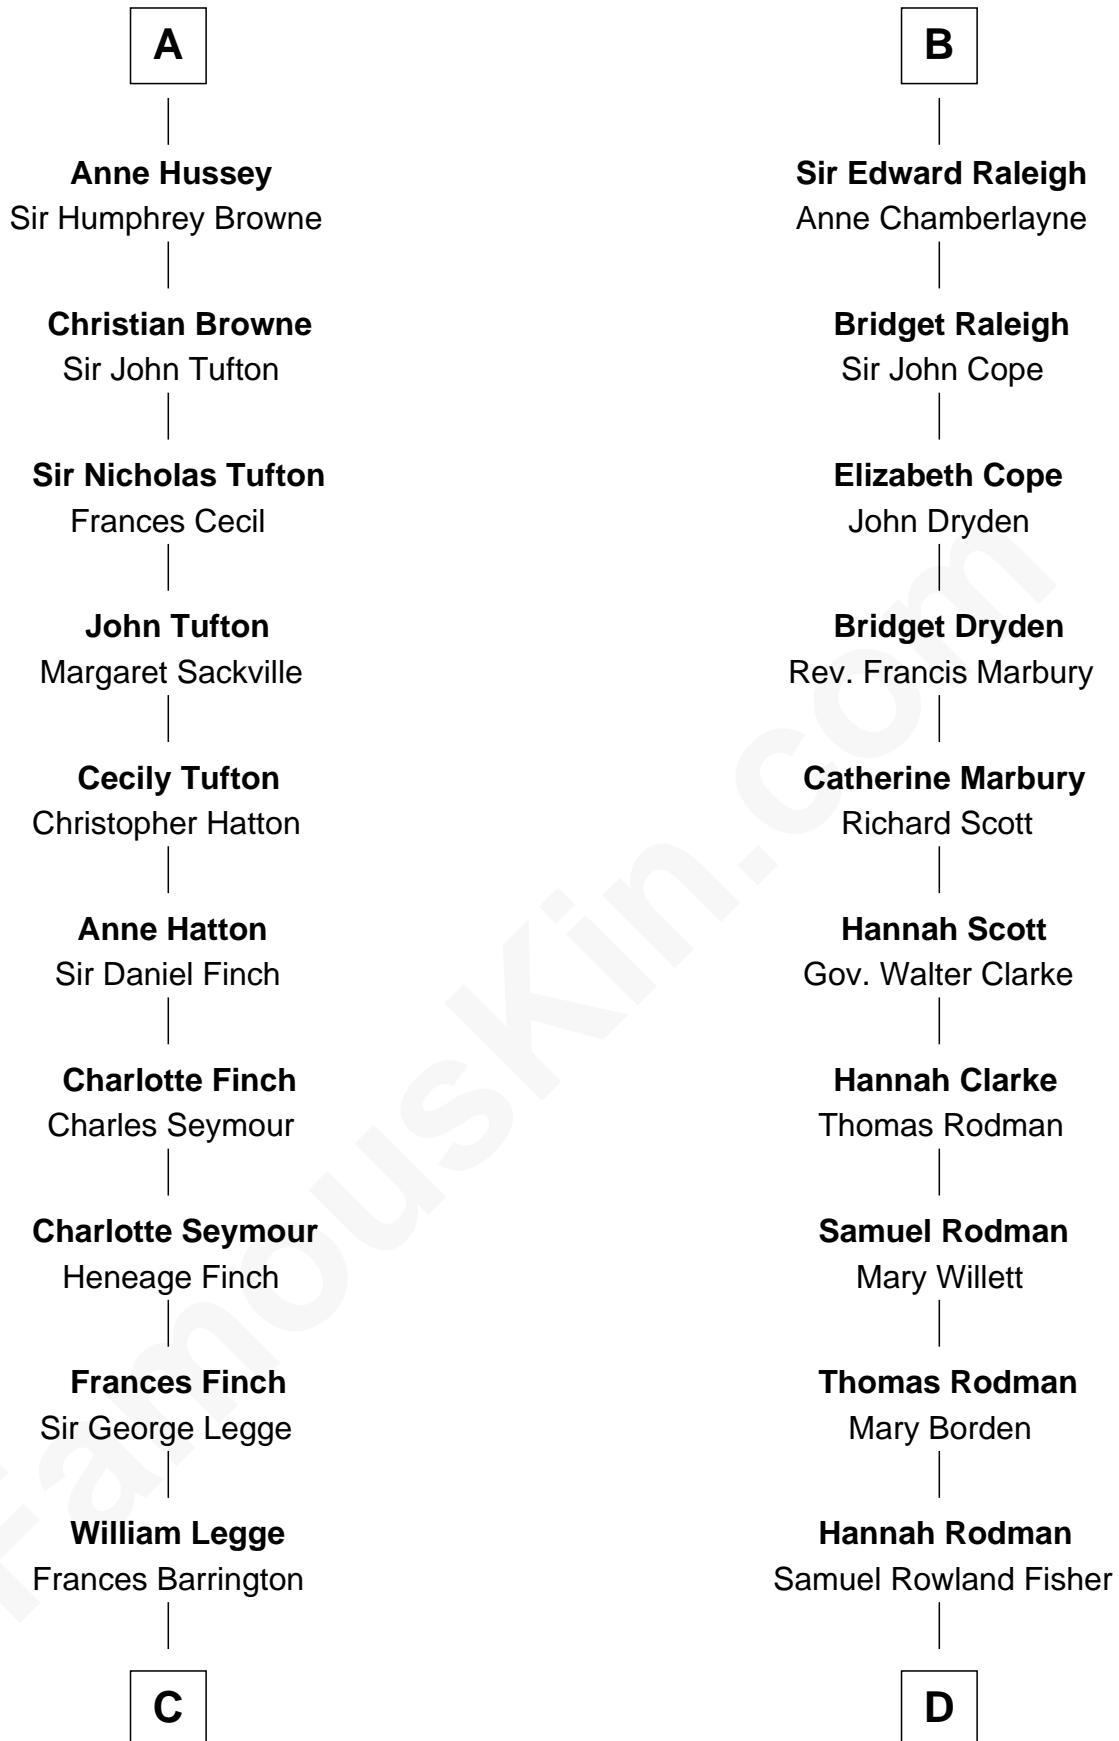 A
Anne Hussey
Sir Humphrey Browne
Christian Browne
Sir John Tufton
Sir Nicholas Tufton
Frances Cecil
John Tufton
Margaret Sackville
Cecily Tufton
Christopher Hatton
Anne Hatton
Sir Daniel Finch
Charlotte Finch
Charles Seymour
Charlotte Seymour
Heneage Finch
Frances Finch
Sir George Legge
William Legge
Frances Barrington
C
B
Sir Edward Raleigh
Anne Chamberlayne
Bridget Raleigh
Sir John Cope
Elizabeth Cope
John Dryden
Bridget Dryden
Rev. Francis Marbury
Catherine Marbury
Richard Scott
Hannah Scott
Gov. Walter Clarke
Hannah Clarke
Thomas Rodman
Samuel Rodman
Mary Willett
Thomas Rodman
Mary Borden
Hannah Rodman
Samuel Rowland Fisher
D
FamousKin.com